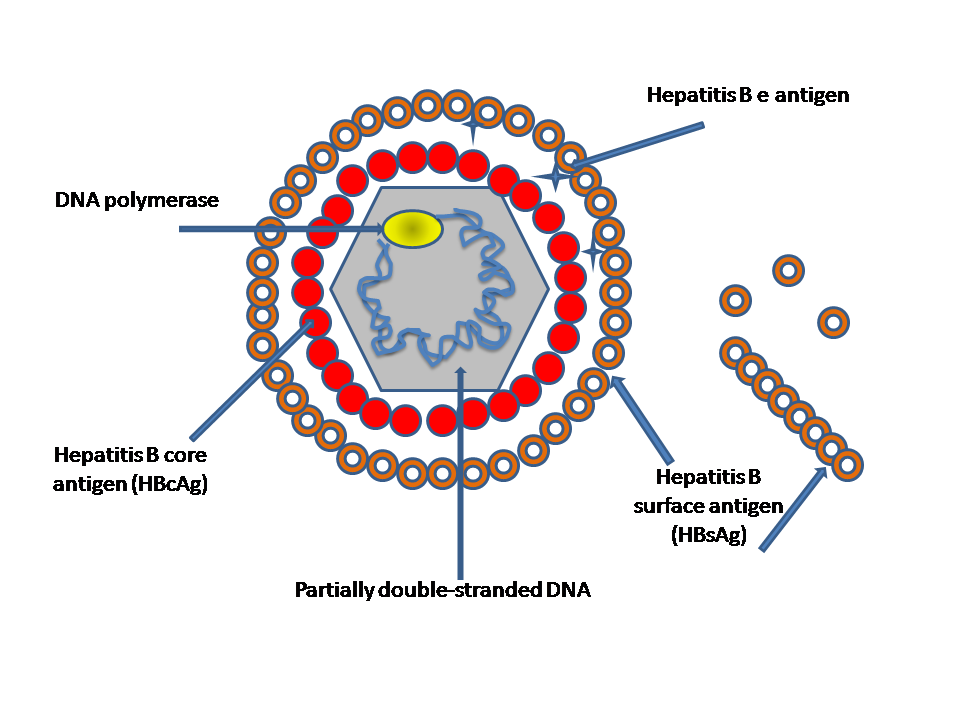 Hepatitis B e antigen
DNA polymerase
Hepatitis B core
antigen (HBcAg)
Hepatitis B
surface antigen
(HBsAg)
Partially double-stranded DNA